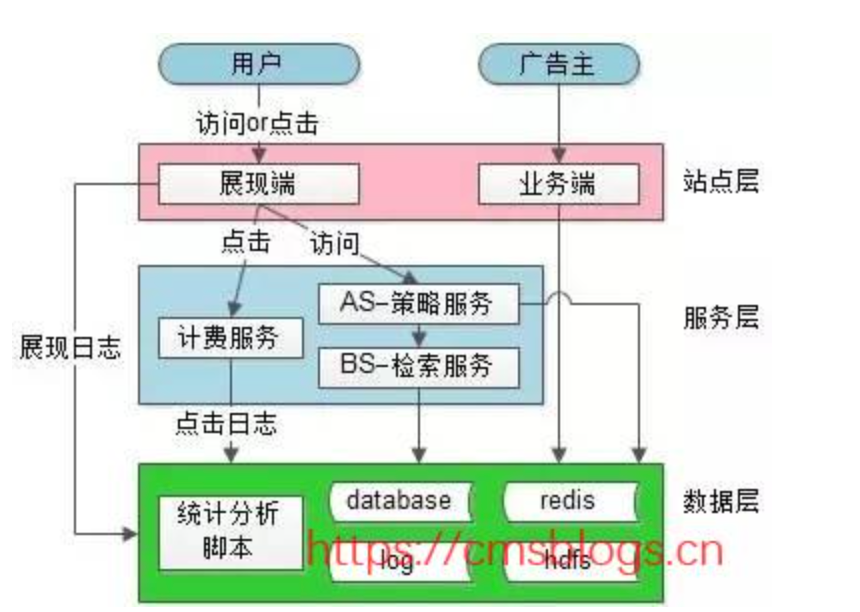 用户
广告主
访问or点击
展现端
业务端
站点层
点击
访问
AS-策略服务
服务层
计费服务
展现日志
BS-检索服务
点击日志
database
redis
数据层
统计分析
脚本
https://cmsblogs.cn
log
hdfs